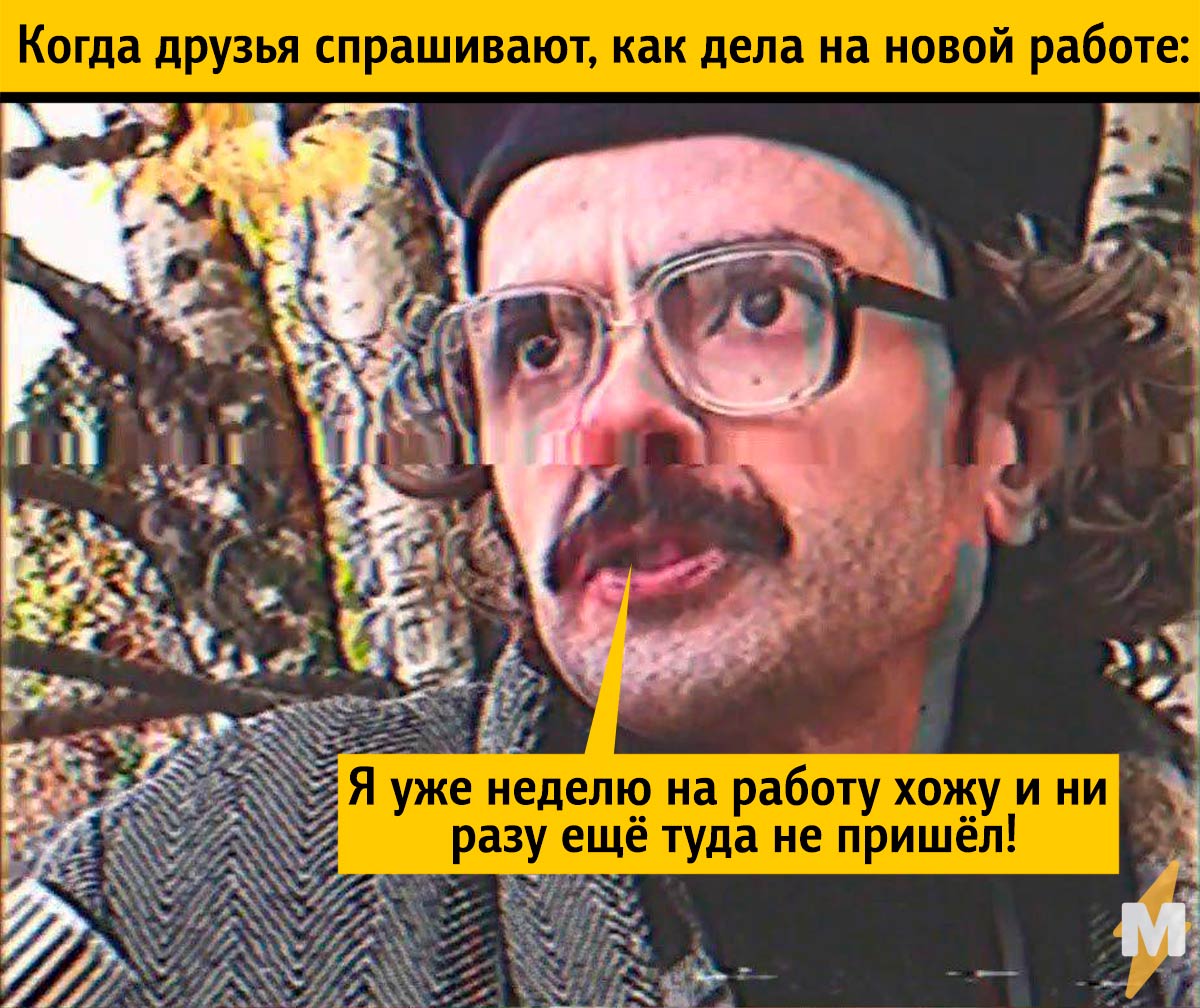 Когда друзья спрашивают, как дела на новой работе:
Я уже неделю на работу хожу и ни
разу ещё туда не пришёл!
M